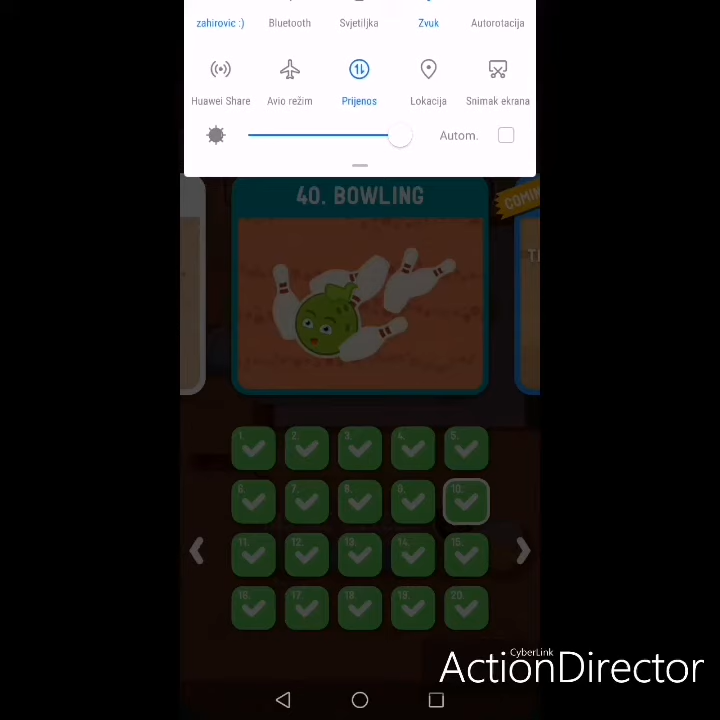 zahirovic :) Bluetooth Svjetiljka Zvuk Autorotacija
Huawei Share Avio režim Prijenos Lokacija Snimak ekrana
Autom.
40. BOWLING
COMIN
T
1. 2. 3. 4. 5.
6. 7. 8. 9. 10.
11. 12. 13. 14. 15.
16. 17. 18. 19. 20.
CyberLink
ActionDirector